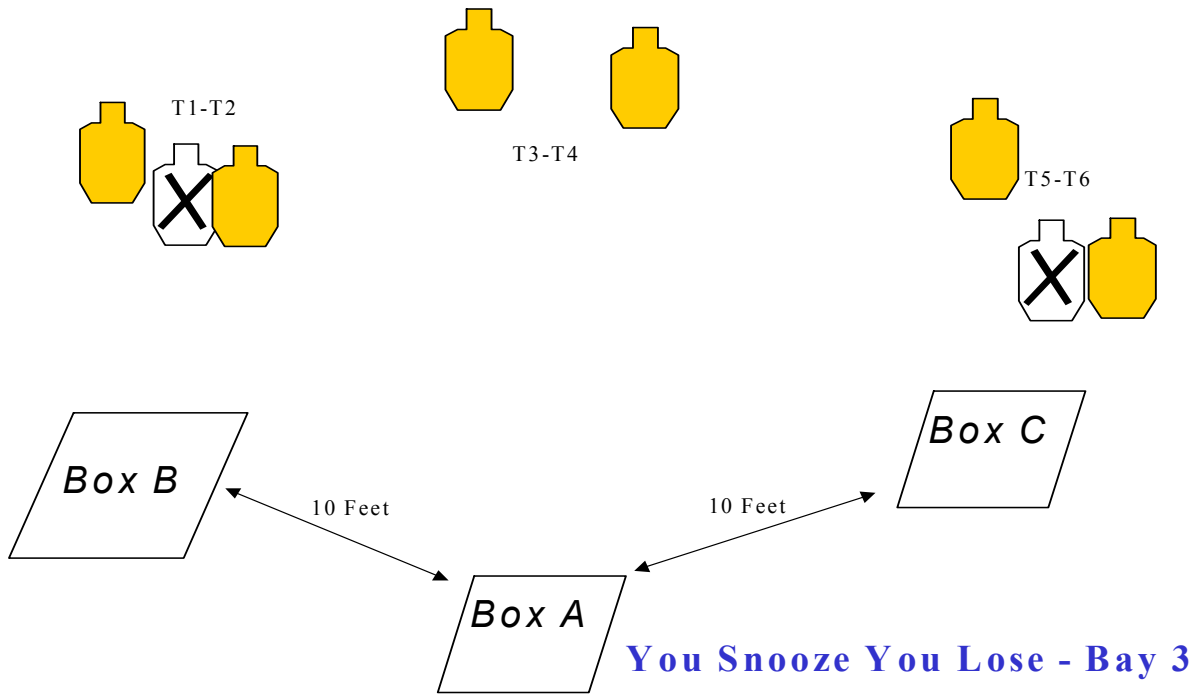 T1-T2
T3-T4
T5-T6
Box B
Box C
10 Feet
10 Feet
Box A
You Snooze You Lose - Bay 3